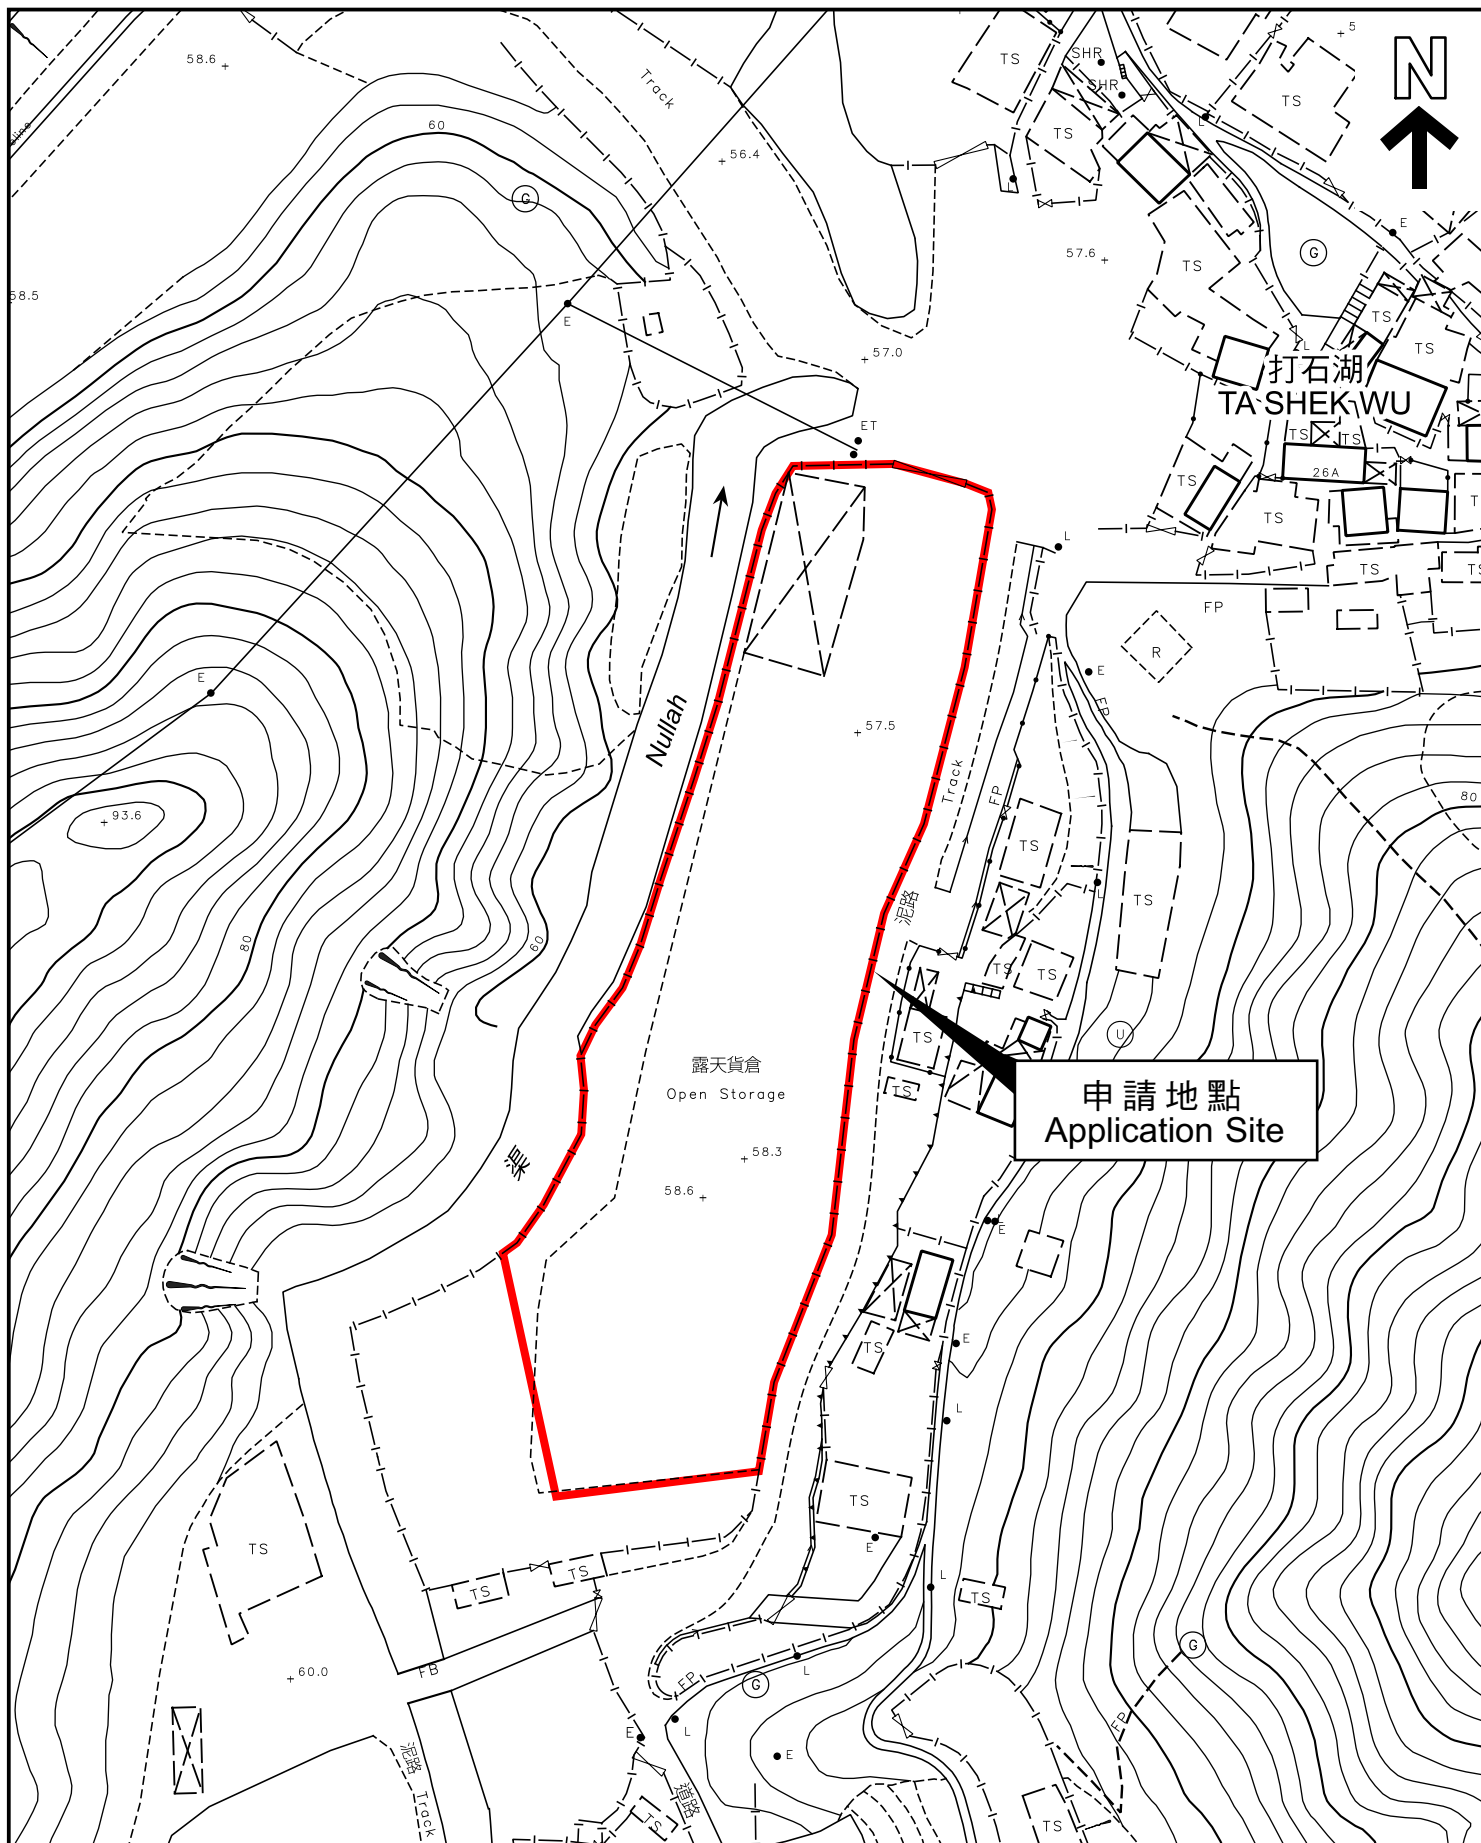 N
58.6
60
Track
56.4
G
58.5
SHR
SHR
TS
TS
TS
5
L
E
G
57.6
TS
TS
TS
57.0
E
ET
打石湖
TA SHEK WU
TS
TS
26A
TS
TS
L
L
FP
TS
R
E
FP
E
Nullah
57.5
Track
FP
80
93.6
TS
TS
泥路
L
80
60
TS
TS
TS
U
露天貨倉
Open Storage
TS
申請地點
Application Site
58.3
58.6
渠
E
E
TS
L
TS
E
TS
TS
TS
L
TS
FB
60.0
FP
L
G
G
FP
E
L
E
泥路
Track
道路
TS
TS